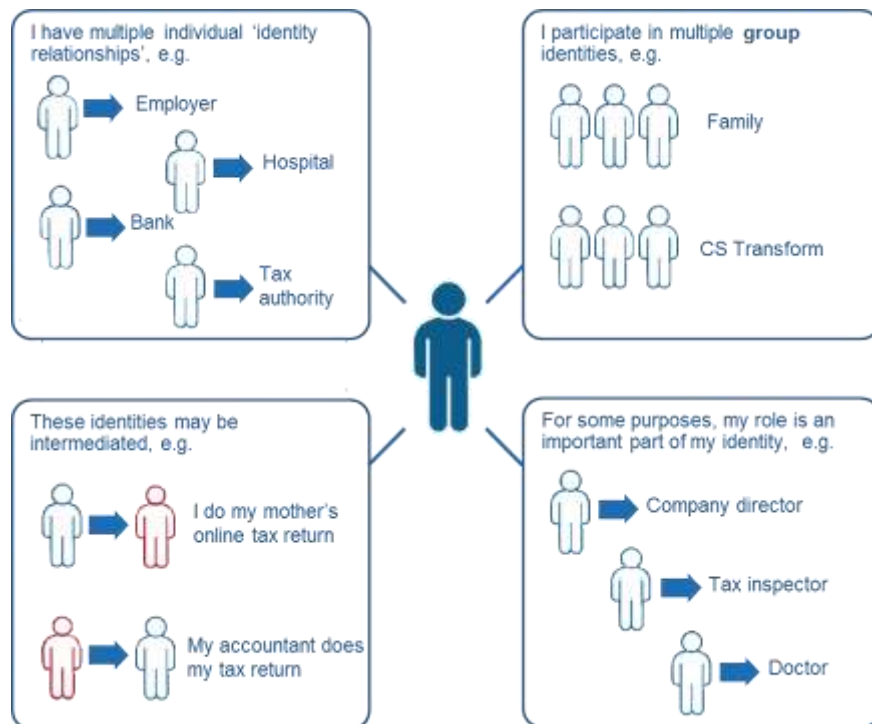 I have multiple individual ‘identity
relationships’, e.g.
Employer
Hospital
Bank
Tax
authority
I participate in multiple group
identities, e.g.
Family
CS Transform
These identities may be
intermediated, e.g.
I do my mother’s
online tax return
My accountant does
my tax return
For some purposes, my role is an
important part of my identity, e.g.
Company director
Tax inspector
Doctor